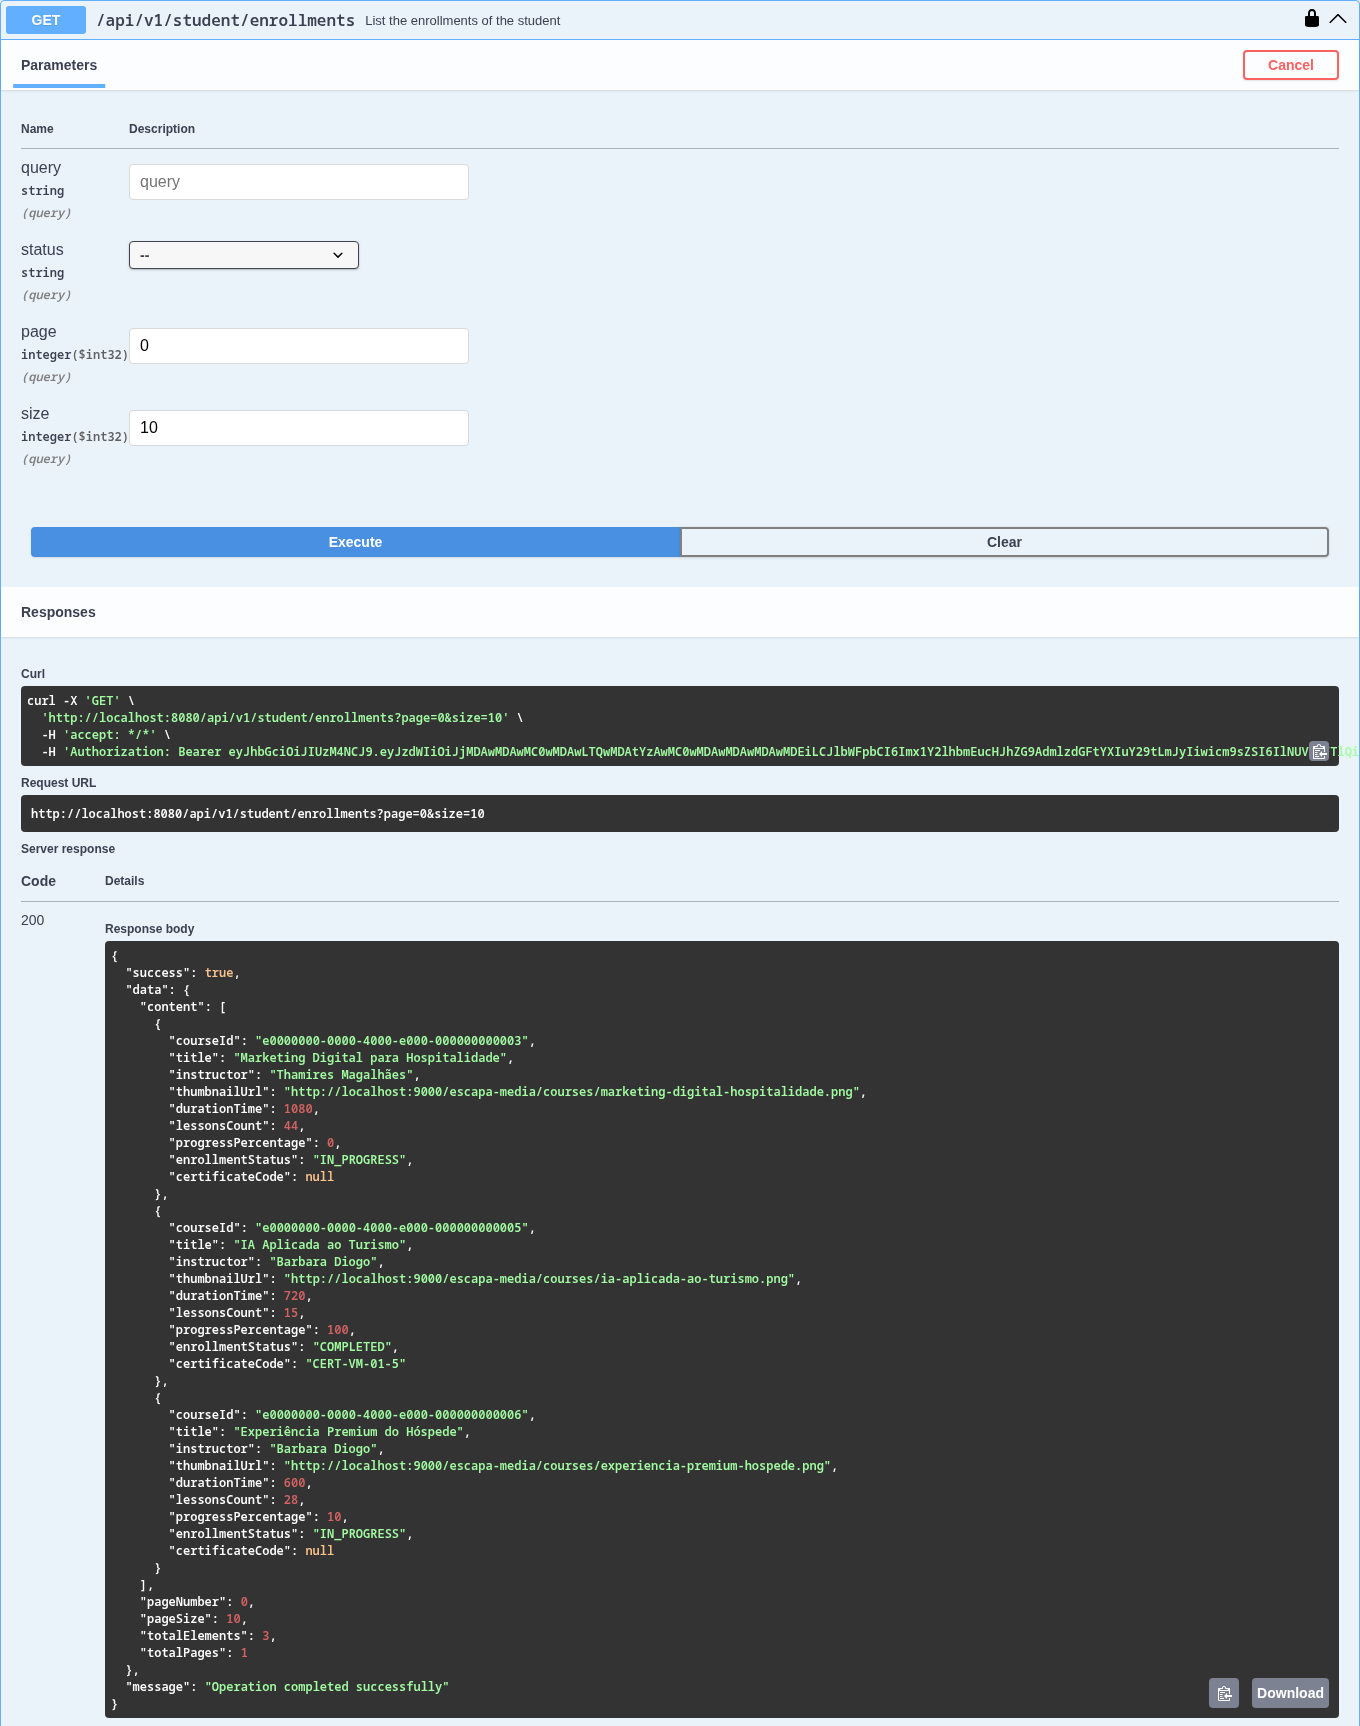 GET /api/v1/student/enrollments List the enrollments of the student
Parameters
Cancel
Name Description
query
string
(query)
query
status
string
(query)
--
page
integer($int32)
(query)
0
size
integer($int32)
(query)
10
Execute
Clear
Responses
Curl
curl -X 'GET' \
'http://localhost:8080/api/v1/student/enrollments?page=0&size=10' \
-H 'accept: */*' \
-H 'Authorization: Bearer
Request URL
http://localhost:8080/api/v1/student/enrollments?page=0&size=10
Server response
Code Details
200
Response body
{
"success": true,
"data": {
"content": [
{
"courseId": "e0000000-0000-4000-e000-000000000003",
"title": "Marketing Digital para Hospitalidade",
"instructor": "Thamires Magalhães",
"thumbnailUrl": "http://localhost:9000/escapa-media/courses/marketing-digital-hospitalidade.png",
"durationTime": 1080,
"lessonsCount": 44,
"progressPercentage": 0,
"enrollmentStatus": "IN_PROGRESS",
"certificateCode": null
},
{
"courseId": "e0000000-0000-4000-e000-000000000005",
"title": "IA Aplicada ao Turismo",
"instructor": "Barbara Diogo",
"thumbnailUrl": "http://localhost:9000/escapa-media/courses/ia-aplicada-ao-turismo.png",
"durationTime": 720,
"lessonsCount": 15,
"progressPercentage": 100,
"enrollmentStatus": "COMPLETED",
"certificateCode": "CERT-VM-01-5"
},
{
"courseId": "e0000000-0000-4000-e000-000000000006",
"title": "Experiência Premium do Hóspede",
"instructor": "Barbara Diogo",
"thumbnailUrl": "http://localhost:9000/escapa-media/courses/experiencia-premium-hospede.png",
"durationTime": 600,
"lessonsCount": 28,
"progressPercentage": 10,
"enrollmentStatus": "IN_PROGRESS",
"certificateCode": null
}
],
"pageNumber": 0,
"pageSize": 10,
"totalElements": 3,
"totalPages": 1
},
"message": "Operation completed successfully"
}
Download